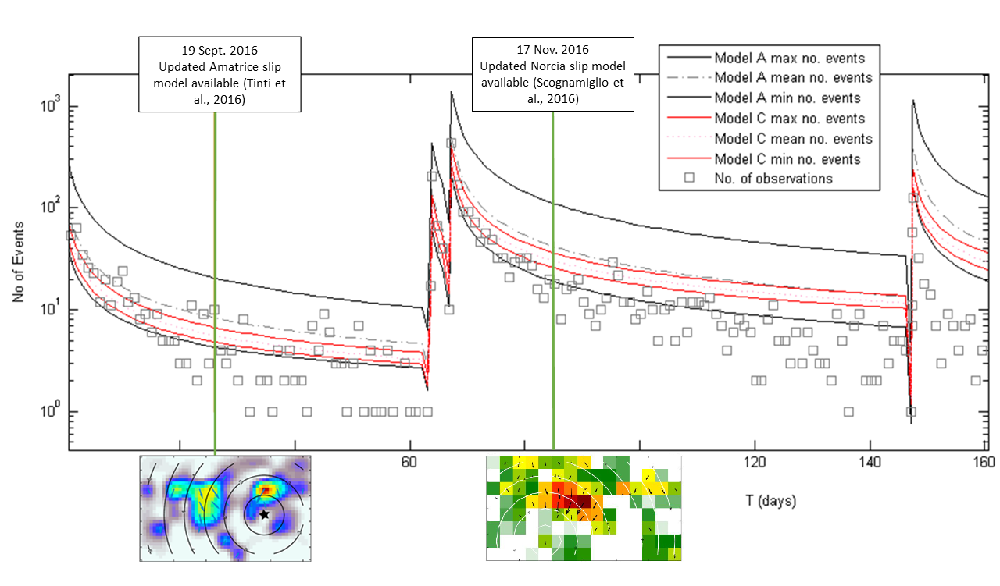 19 Sept. 2016
Updated Amatrice slip
model available (Tinti et
al., 2016)
17 Nov. 2016
Updated Norcia slip model
available (Scognamiglio et
al., 2016)
Model A max no. events
Model A mean no. events
Model A min no. events
Model C max no. events
Model C mean no. events
Model C min no. events
No. of observations
No of Events
10³
10²
10¹
10⁰
60
120
140
160
T (days)